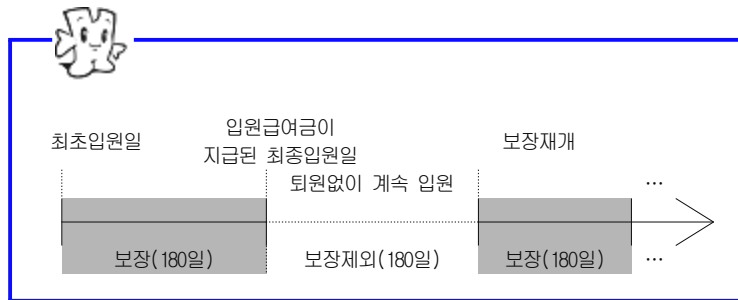 최초입원일
입원급여금이
지급된 최종입원일
보장재개
퇴원없이 계속 입원
...
보장(180일)
보장제외(180일)
보장(180일)
...